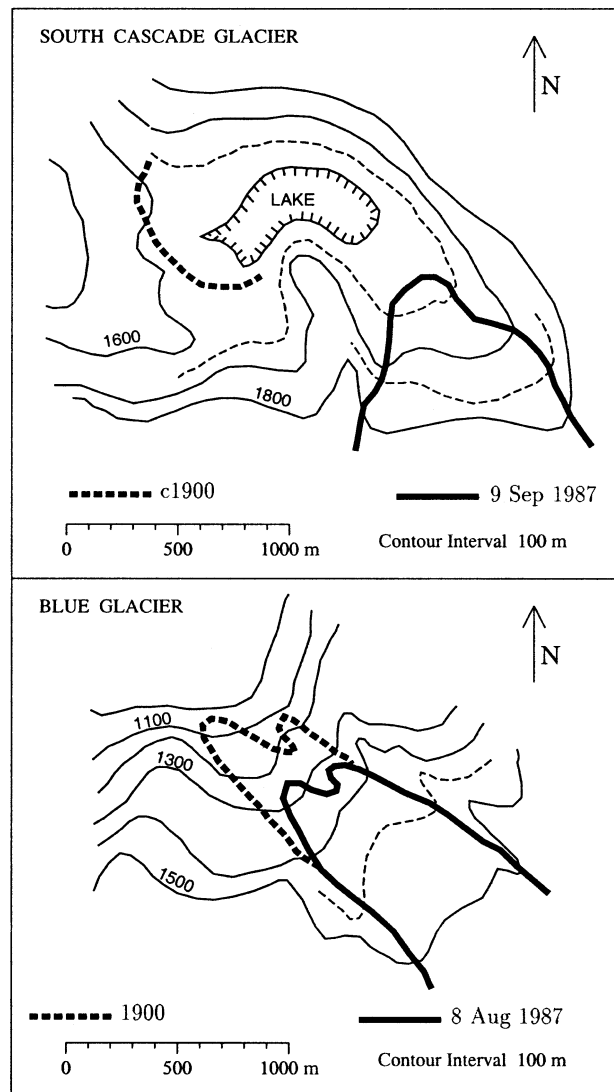 SOUTH CASCADE GLACIER
N
LAKE
1600
1800
c1900
9 Sep 1987
0 500 1000 m
Contour Interval 100 m
BLUE GLACIER
N
1100
1300
1500
1900
8 Aug 1987
0 500 1000 m
Contour Interval 100 m